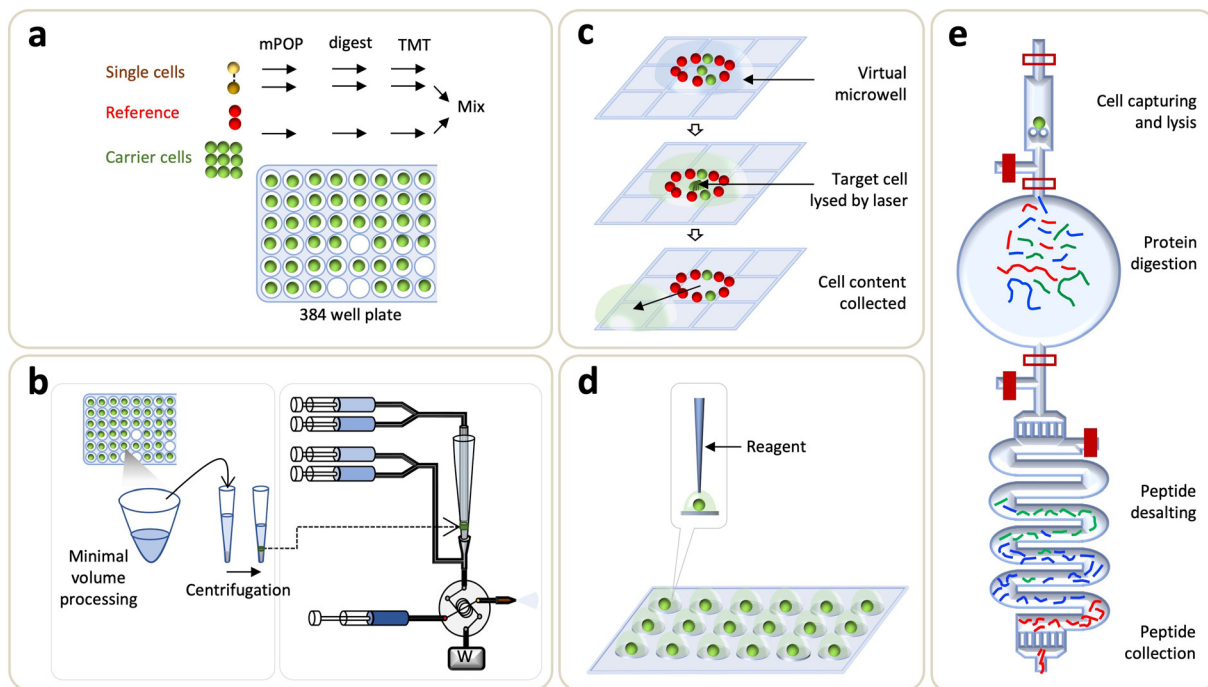 a
mPOP digest TMT
Single cells
Reference
Mix
Carrier cells
384 well plate
b
Minimal
volume
processing
Centrifugation
W
c
Virtual
microwell
Target cell
lysed by laser
Cell content
collected
d
Reagent
e
Cell capturing
and lysis
Protein
digestion
Peptide
desalting
Peptide
collection